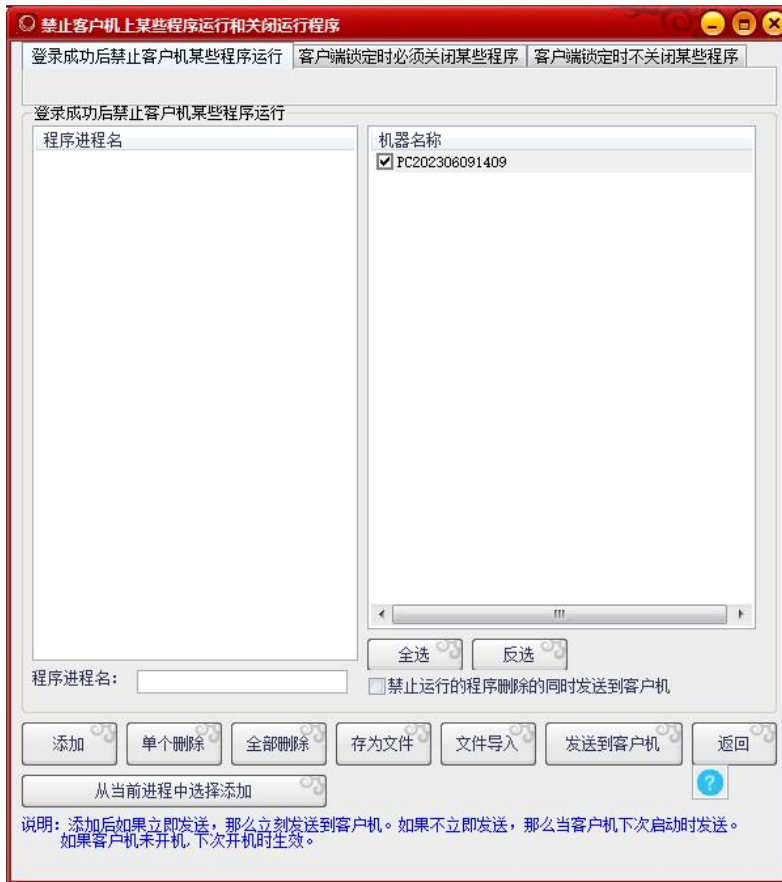 禁止客户机上某些程序运行和关闭运行程序
登录成功后禁止客户机某些程序运行 客户端锁定时必须关闭某些程序 客户端锁定时不关闭某些程序
登录成功后禁止客户机某些程序运行
程序进程名 机器名称
PC202306091409
全选 反选
程序进程名:
禁止运行的程序删除的同时发送到客户机
添加 单个删除 全部删除 存为文件 文件导入 发送到客户机 返回
从当前进程中选择添加
?
说明: 添加后如果立即发送，那么立刻发送到客户机。如果不立即发送，那么当客户机下次启动时发送。
如果客户机未开机,下次开机时生效。